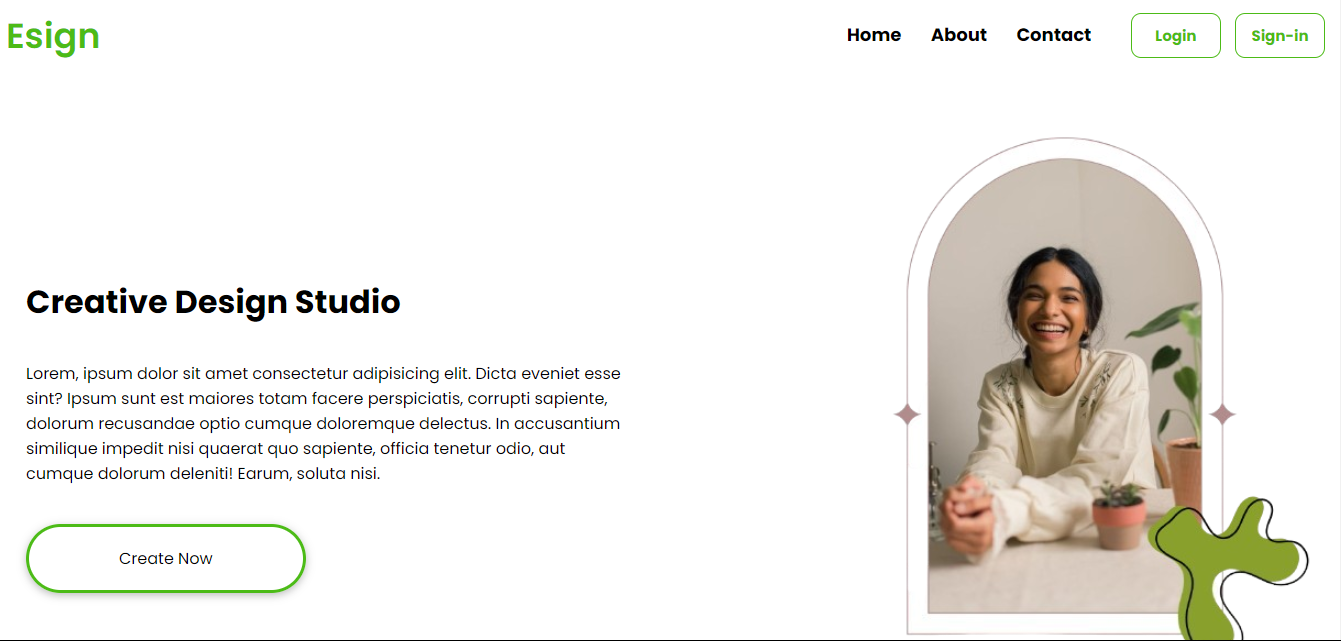 Esign
Home About Contact Login Sign-in
Creative Design Studio
Lorem, ipsum dolor sit amet consectetur adipisicing elit. Dicta eveniet esse
sint? Ipsum sunt est maiores totam facere perspiciatis, corrupti sapiente,
dolorum recusandae optio cumque doloremque delectus. In accusantium
similique impedit nisi quaerat quo sapiente, officia tenetur odio, aut
cumque dolorum deleniti! Earum, soluta nisi.
Create Now